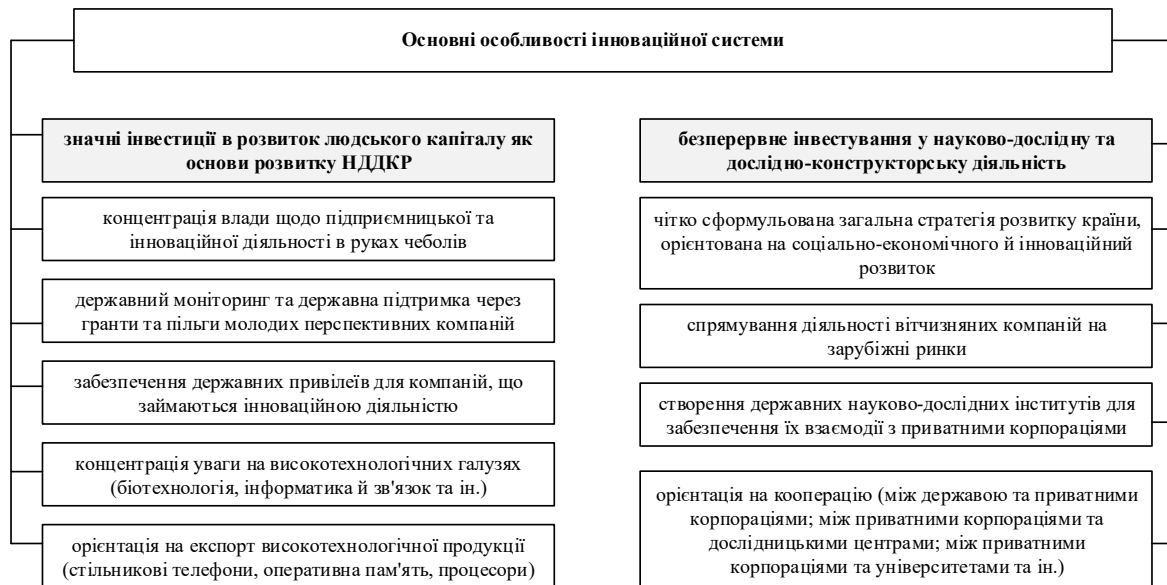 Основні особливості інноваційної системи
значні інвестиції в розвиток людського капіталу як
основи розвитку НДДКР
концентрація влади щодо підприємницької та
інноваційної діяльності в руках чеболів
державний моніторинг та державна підтримка через
гранти та пільги молодих перспективних компаній
забезпечення державних привілеїв для компаній, що
займаються інноваційною діяльністю
концентрація уваги на високотехнологічних галузях
(біотехнологія, інформатика й зв'язок та ін.)
орієнтація на експорт високотехнологічної продукції
(стільникові телефони, оперативна пам'ять, процесори)
безперервне інвестування у науково-дослідну та
дослідно-конструкторську діяльність
чітко сформульована загальна стратегія розвитку країни,
орієнтована на соціально-економічного й інноваційний
розвиток
спрямування діяльності вітчизняних компаній на
зарубіжні ринки
створення державних науково-дослідних інститутів для
забезпечення їх взаємодії з приватними корпораціями
орієнтація на кооперацію (між державою та приватними
корпораціями; між приватними корпораціями та
дослідницькими центрами; між приватними
корпораціями та університетами та ін.)